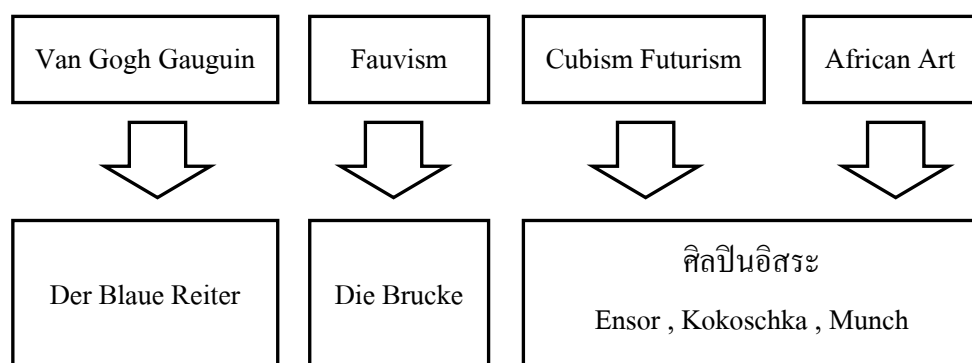 Van Gogh Gauguin
Fauvism
Cubism Futurism
African Art
Der Blaue Reiter
Die Brucke
ศิลปินอิสระ
Ensor , Kokoschka , Munch